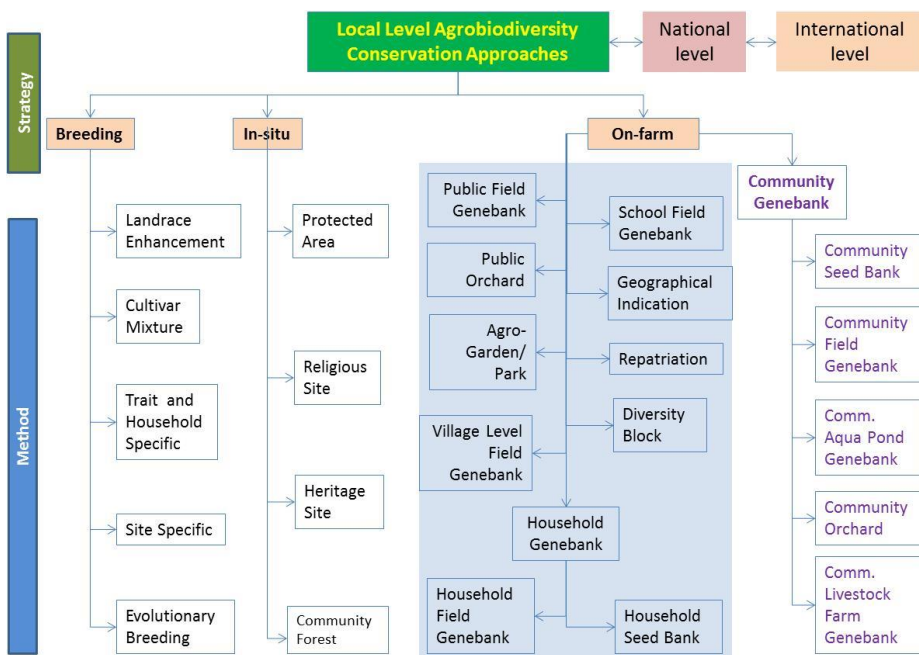 Local Level Agrobiodiversity
Conservation Approaches
National
level
International
level
Strategy
Breeding
In-situ
On-farm
Community
Genebank
Method
Landrace
Enhancement
Cultivar
Mixture
Trait and
Household
Specific
Site Specific
Evolutionary
Breeding
Protected
Area
Religious
Site
Heritage
Site
Community
Forest
Public Field
Genebank
Public
Orchard
Agro-
Garden/
Park
Village Level
Field
Genebank
School Field
Genebank
Geographical
Indication
Repatriation
Diversity
Block
Household
Genebank
Household
Field
Genebank
Household
Seed Bank
Community
Seed Bank
Community
Field
Genebank
Comm.
Aqua Pond
Genebank
Community
Orchard
Comm.
Livestock
Farm
Genebank